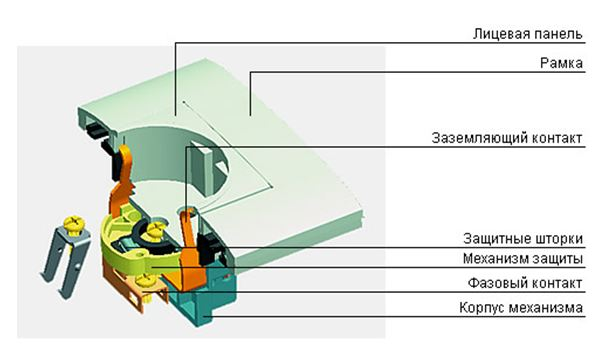 Лицевая панель
Рамка
Заземляющий контакт
Защитные шторки
Механизм защиты
Фазовый контакт
Корпус механизма